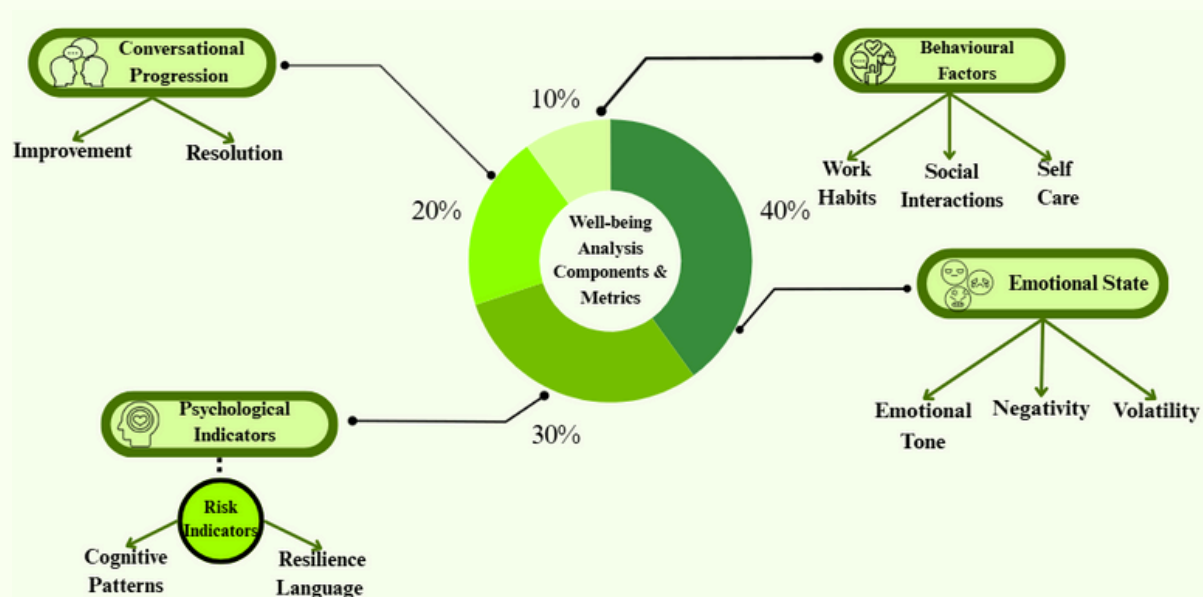 Conversational
Progression
Improvement
Resolution
10%
20%
40%
30%
Well-being
Analysis
Components &
Metrics
Behavioural
Factors
Work
Habits
Social
Interactions
Self
Care
Emotional State
Emotional
Tone
Negativity
Volatility
Psychological
Indicators
Risk
Indicators
Cognitive
Patterns
Resilience
Language